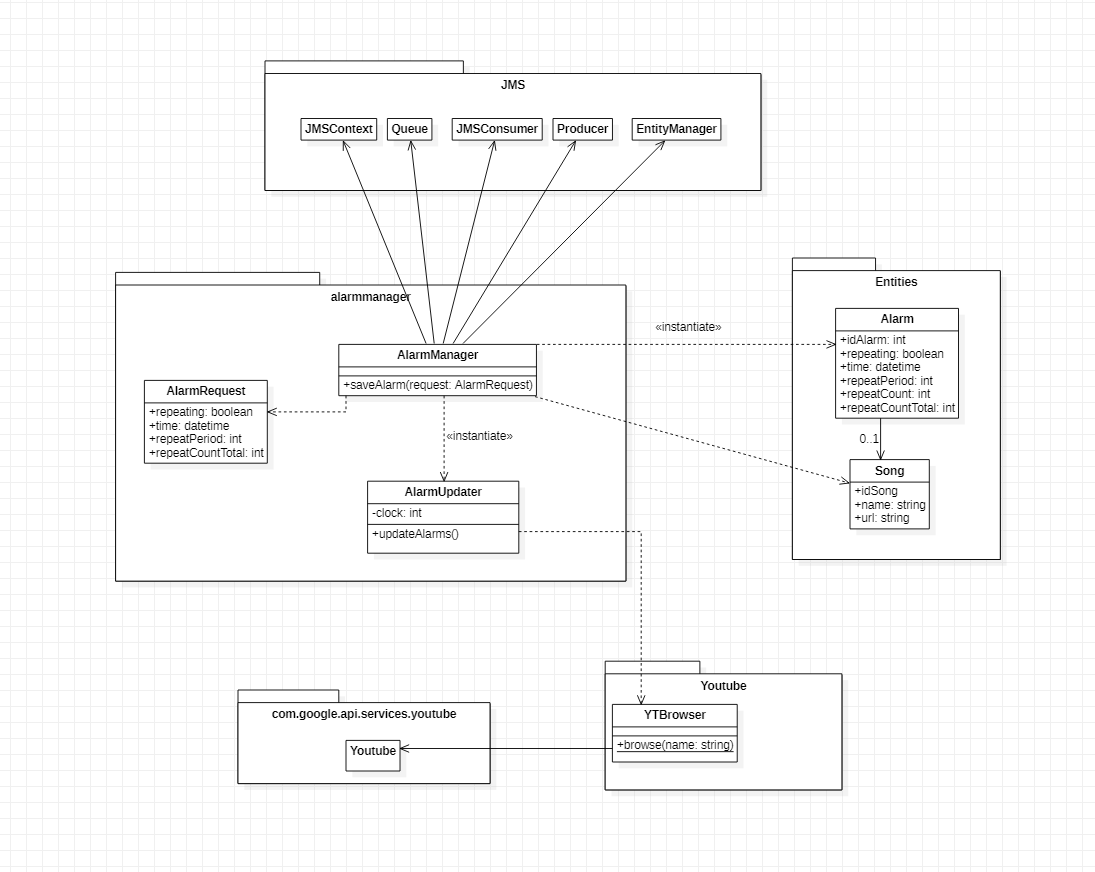 JMS
JMSContext
Queue
JMSConsumer
Producer
EntityManager
alarmmanager
AlarmManager
+saveAlarm(request: AlarmRequest)
AlarmRequest
+repeating: boolean
+time: datetime
+repeatPeriod: int
+repeatCountTotal: int
«instantiate»
«instantiate»
AlarmUpdater
-clock: int
+updateAlarms()
Entities
Alarm
+idAlarm: int
+repeating: boolean
+time: datetime
+repeatPeriod: int
+repeatCount: int
+repeatCountTotal: int
0..1
Song
+idSong
+name: string
+url: string
com.google.api.services.youtube
Youtube
Youtube
YTBrowser
+browse(name: string)